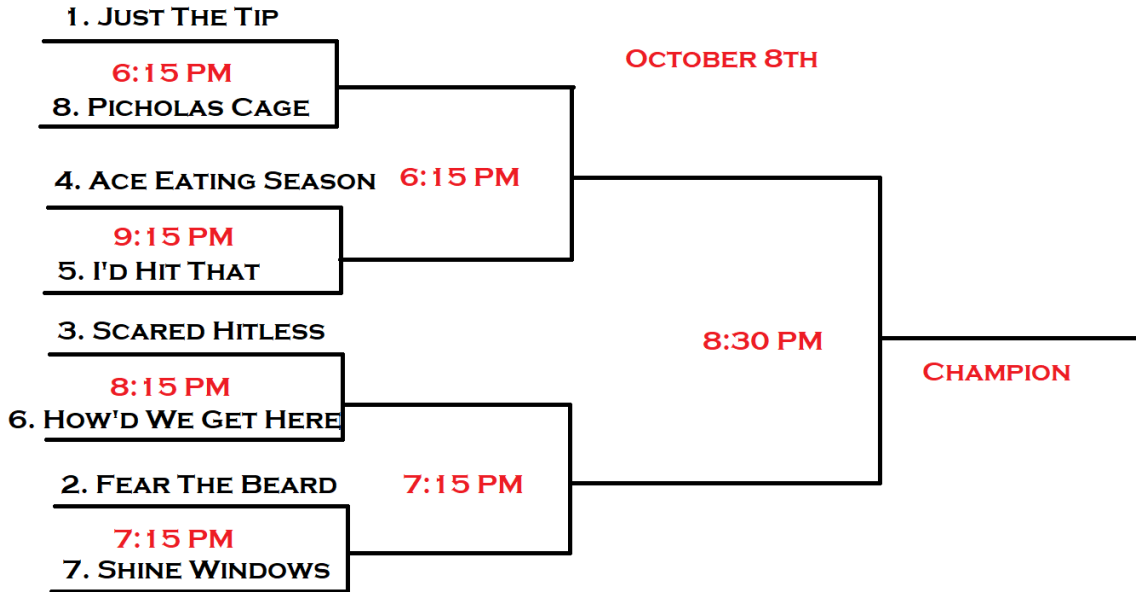 1. Just The Tip
6:15 PM
8. Picholas Cage
4. Ace Eating Season
9:15 PM
5. I'd Hit That
3. Scared Hitless
8:15 PM
6. How'd We Get Here
2. Fear The Beard
7:15 PM
7. Shine Windows
6:15 PM
7:15 PM
October 8th
8:30 PM
Champion